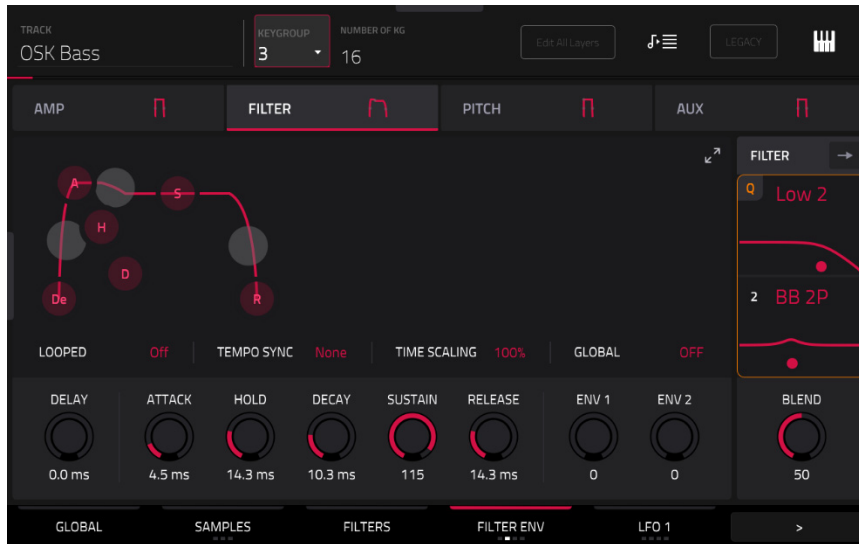 TRACK
OSK Bass
KEYGROUP
3
NUMBER OF KG
16
Edit All Layers
LEGACY
AMP
FILTER
PITCH
AUX
A
S
H
D
De
R
LOOPED Off
TEMPO SYNC None
TIME SCALING 100%
GLOBAL OFF
FILTER
Q Low 2
2 BB 2P
DELAY ATTACK HOLD DECAY SUSTAIN RELEASE ENV 1 ENV 2 BLEND
0.0 ms 4.5 ms 14.3 ms 10.3 ms 115 14.3 ms 0 0 50
GLOBAL SAMPLES FILTERS FILTER ENV LFO 1 >